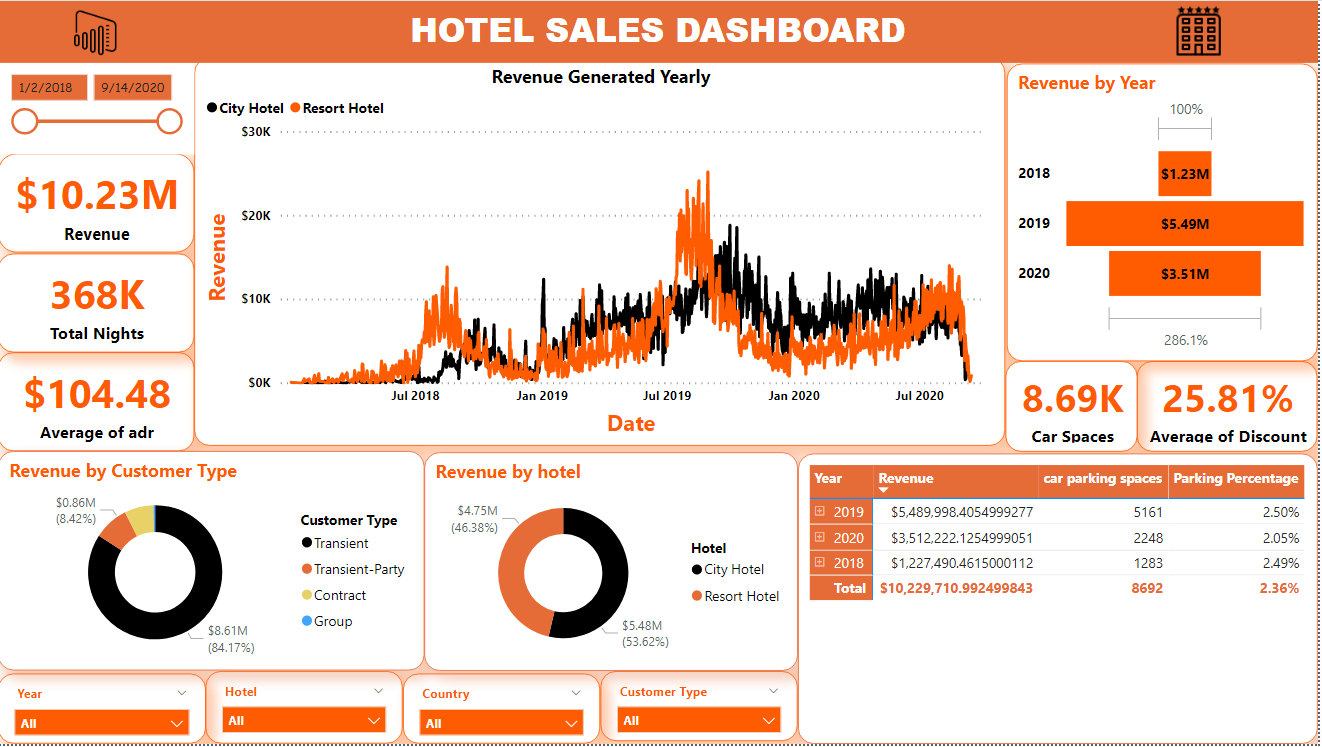 HOTEL SALES DASHBOARD
1/2/2018 9/14/2020
$10.23M
Revenue
368K
Total Nights
$104.48
Average of adr
Revenue Generated Yearly
City Hotel Resort Hotel
$30K
$20K
$10K
$0K
Revenue
Jul 2018 Jan 2019 Jul 2019 Jan 2020 Jul 2020
Date
Revenue by Year
100%
2018 $1.23M
2019 $5.49M
2020 $3.51M
286.1%
8.69K
Car Spaces
25.81%
Average of Discount
Revenue by Customer Type
$0.86M
(8.42%)
$8.61M
(84.17%)
Customer Type
Transient
Transient-Party
Contract
Group
Revenue by hotel
$4.75M
(46.38%)
$5.48M
(53.62%)
Hotel
City Hotel
Resort Hotel
Year Revenue car parking spaces Parking Percentage
2019 $5,489,998.4054999277 5161 2.50%
2020 $3,512,222.1254999051 2248 2.05%
2018 $1,227,490.4615000112 1283 2.49%
Total $10,229,710.992499843 8692 2.36%
Year
All
Hotel
All
Country
All
Customer Type
All